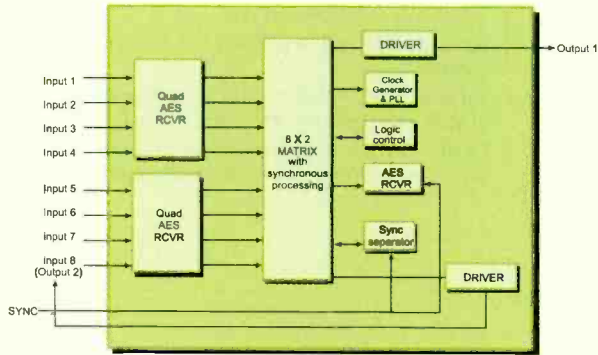 DRIVER
Output 1
Input 1
Input 2
Input 3
Input 4
Quad
AES
RCVR
Clock
Generator
& PLL
8 X 2
MATRIX
with
synchronous
processing
Logic
control
AES
RCVR
Input 5
Input 6
input 7
input 8
(Output 2)
Quad
AES
RCVR
Sync
separator
DRIVER
SYNC